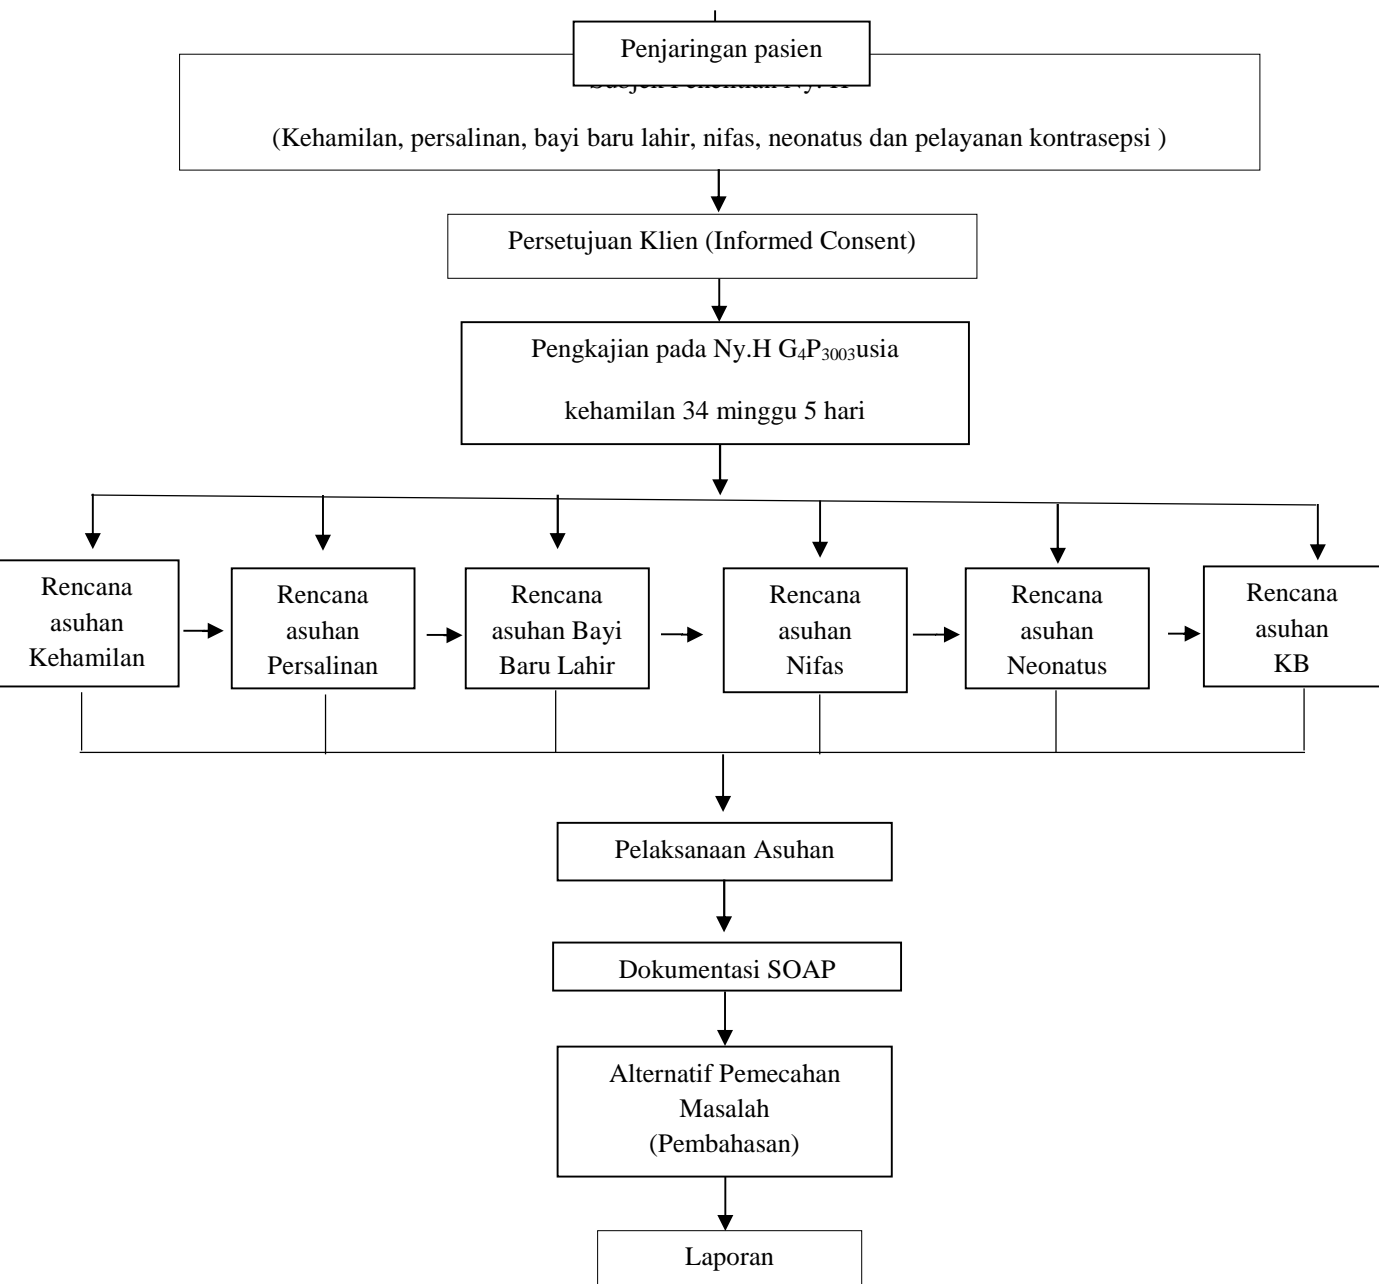 Penjaringan pasien
(Kehamilan, persalinan, bayi baru lahir, nifas, neonatus dan pelayanan kontrasepsi )
Persetujuan Klien (Informed Consent)
Pengkajian pada Ny.H G₄P₃₀₀₃usia
kehamilan 34 minggu 5 hari
Rencana
asuhan
Kehamilan
Rencana
asuhan
Persalinan
Rencana
asuhan Bayi
Baru Lahir
Rencana
asuhan
Nifas
Rencana
asuhan
Neonatus
Rencana
asuhan
KB
Pelaksanaan Asuhan
Dokumentasi SOAP
Alternatif Pemecahan
Masalah
(Pembahasan)
Laporan